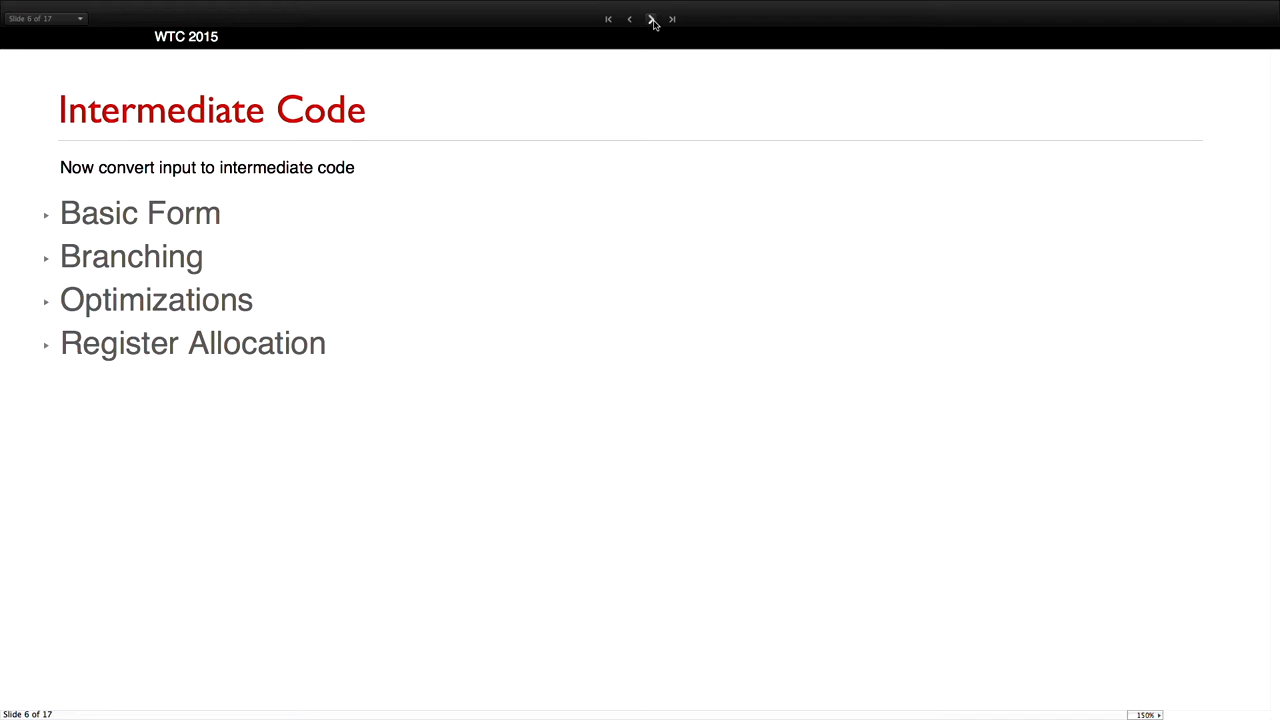 Slide 6 of 17
WTC 2015
Intermediate Code
Now convert input to intermediate code
Basic Form
Branching
Optimizations
Register Allocation
Slide 6 of 17
150%